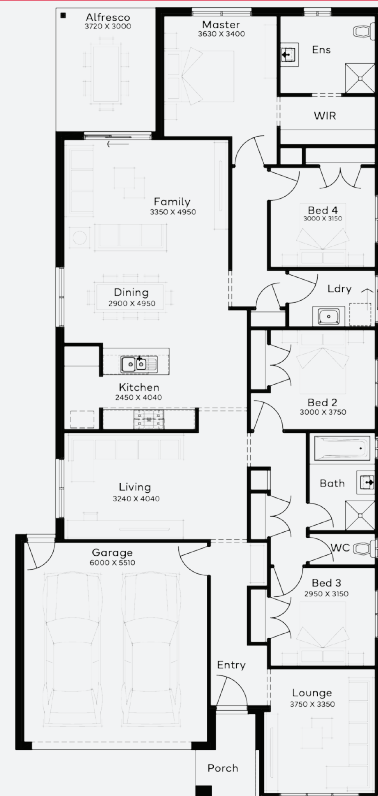 Alfresco
3720 X 3000
Master
3630 X 3400
Ens
WIR
Family
3350 X 4950
Bed 4
3000 X 3150
Dining
2900 X 4950
Ldry
Kitchen
2450 X 4040
Bed 2
3000 X 3750
Living
3240 X 4040
Bath
WC
Garage
6000 X 5510
Bed 3
2950 X 3150
Entry
Lounge
3750 X 3350
Porch